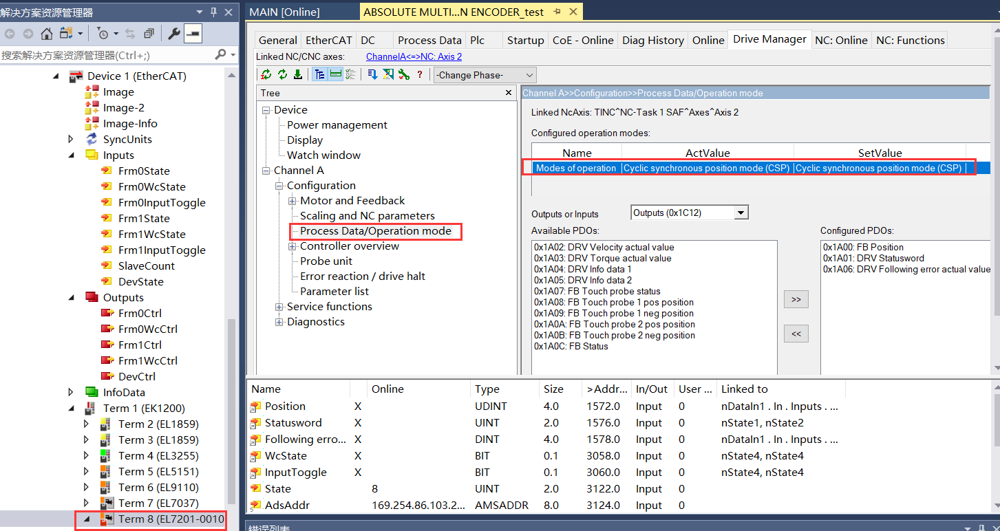 解决方案资源管理器
搜索解决方案资源管理器(Ctrl+;)
Device 1 (EtherCAT)
Image
Image-2
Image-Info
SyncUnits
Inputs
Frm0State
Frm0WcState
Frm0InputToggle
Frm1State
Frm1WcState
Frm1InputToggle
SlaveCount
DevState
Outputs
Frm0Ctrl
Frm0WcCtrl
Frm1Ctrl
Frm1WcCtrl
DevCtrl
InfoData
Term 1 (EK1200)
Term 2 (EL1859)
Term 3 (EL1859)
Term 4 (EL3255)
Term 5 (EL5151)
Term 6 (EL9110)
Term 7 (EL7037)
Term 8 (EL7201-0010
MAIN [Online] ABSOLUTE MULTI...N ENCODER_test
General EtherCAT DC Process Data Plc Startup CoE - Online Diag History Online Drive Manager NC: Online NC: Functions
Linked NC/CNC axes: ChannelA<=>NC: Axis 2
-Change Phase-
Tree
Device
Power management
Display
Watch window
Channel A
Configuration
Motor and Feedback
Scaling and NC parameters
Process Data/Operation mode
Controller overview
Probe unit
Error reaction / drive halt
Parameter list
Service functions
Diagnostics
Channel A>>Configuration>>Process Data/Operation mode
Linked NcAxis: TINC^NC-Task 1 SAF^Axes^Axis 2
Configured operation modes:
Name ActValue SetValue
Modes of operation Cyclic synchronous position mode (CSP) Cyclic synchronous position mode (CSP)
Outputs or Inputs Outputs (0x1C12)
Available PDOs:
0x1A02: DRV Velocity actual value
0x1A03: DRV Torque actual value
0x1A04: DRV Info data 1
0x1A05: DRV Info data 2
0x1A07: FB Touch probe status
0x1A08: FB Touch probe 1 pos position
0x1A09: FB Touch probe 1 neg position
0x1A0A: FB Touch probe 2 pos position
0x1A0B: FB Touch probe 2 neg position
0x1A0C: FB Status
>>
<<
Configured PDOs:
0x1A00: FB Position
0x1A01: DRV Statusword
0x1A06: DRV Following error actual value
Name Online Type Size >Addr... In/Out User ... Linked to
Position X UDINT 4.0 1572.0 Input 0 nDataIn1 . In . Inputs . ...
Statusword X UINT 2.0 1576.0 Input 0 nState1, nState2
Following erro... X DINT 4.0 1578.0 Input 0 nDataIn1 . In . Inputs . ...
WcState X BIT 0.1 3058.0 Input 0 nState4, nState4
InputToggle X BIT 0.1 3060.0 Input 0 nState4, nState4
State 8 UINT 2.0 3122.0 Input 0
AdsAddr 169.254.86.103.2... AMSADDR 8.0 3124.0 Input 0
错误列表